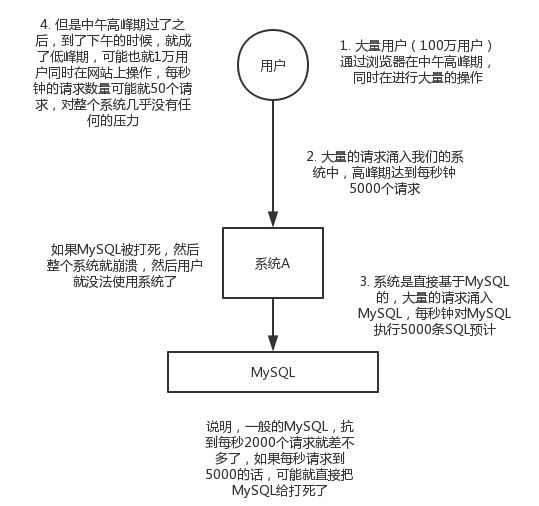 4. 但是中午高峰期过了之
后，到了下午的时候，就成
了低峰期，可能也就1万用
户同时在网站上操作，每秒
钟的请求数量可能就50个请
求，对整个系统几乎没有任
何的压力
用户
1. 大量用户（100万用户）
通过浏览器在中午高峰期，
同时在进行大量的操作
2. 大量的请求涌入我们的系
统中，高峰期达到每秒钟
5000个请求
如果MySQL被打死，然后
整个系统就崩溃，然后用户
就没法使用系统了
系统A
3. 系统是直接基于MySQL
的，大量的请求涌入
MySQL，每秒钟对MySQL
执行5000条SQL预计
MySQL
说明，一般的MySQL，抗
到每秒2000个请求就差不
多了，如果每秒请求到
5000的话，可能就直接把
MySQL给打死了